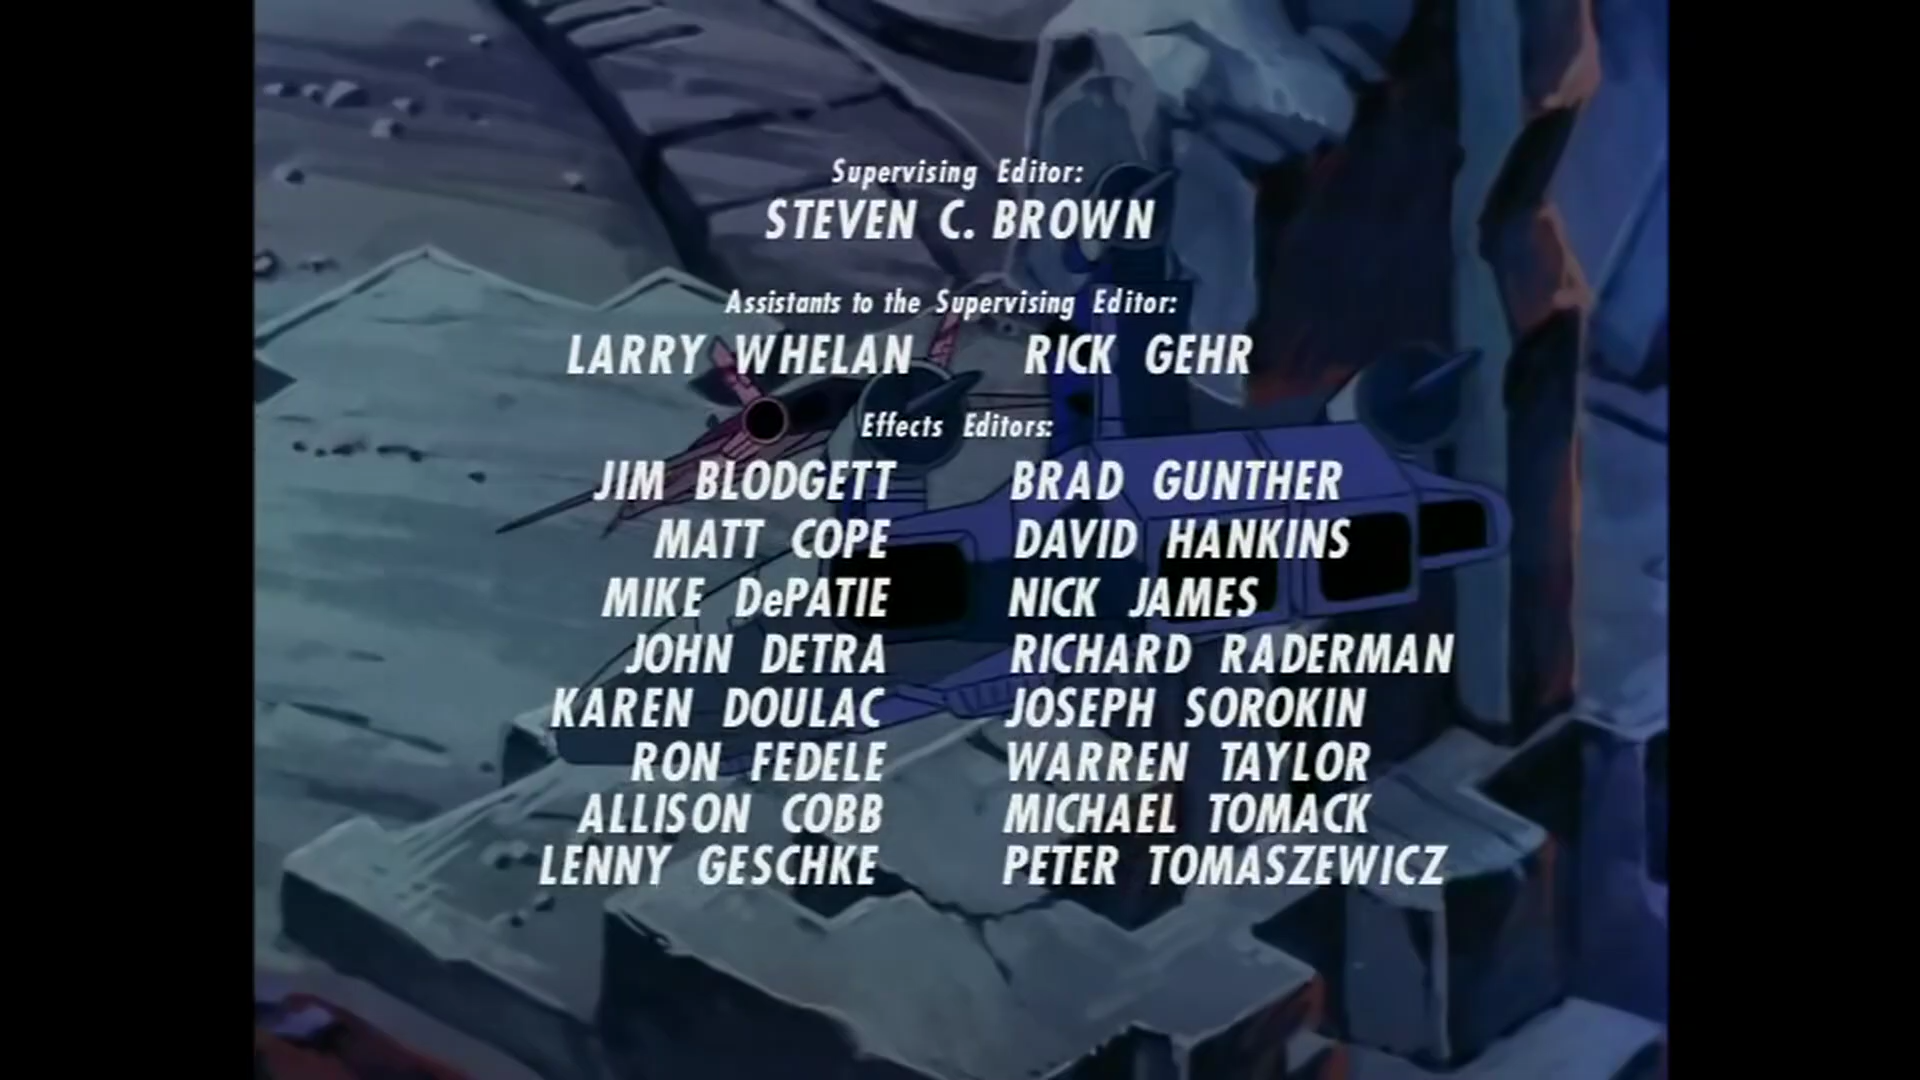 Supervising Editor:
STEVEN C. BROWN
Assistants to the Supervising Editor:
LARRY WHELAN RICK GEHR
Effects Editors:
JIM BLODGETT BRAD GUNTHER
MATT COPE DAVID HANKINS
MIKE DePATIE NICK JAMES
JOHN DETRA RICHARD RADERMAN
KAREN DOULAC JOSEPH SOROKIN
RON FEDELE WARREN TAYLOR
ALLISON COBB MICHAEL TOMACK
LENNY GESCHKE PETER TOMASZEWICZ